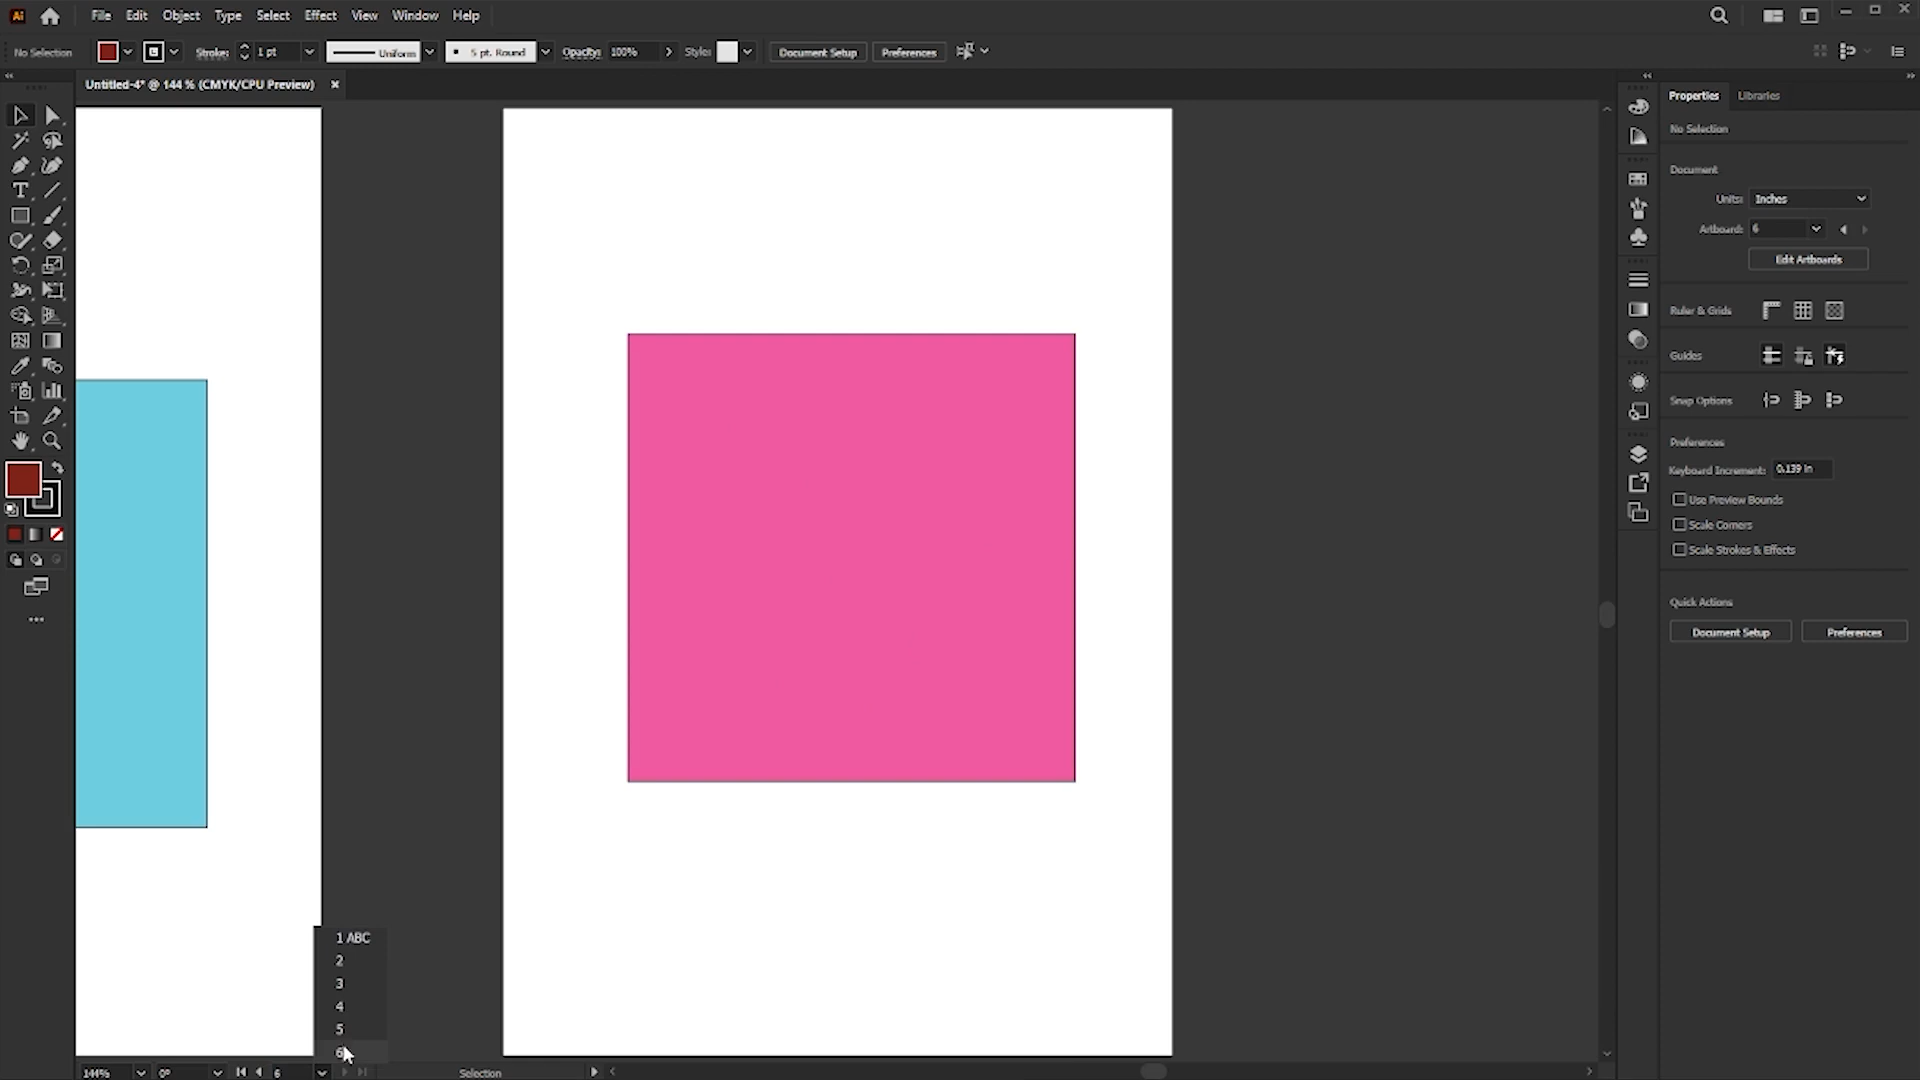 Ai File Edit Object Type Select Effect View Window Help
No Selection Stroke: 1 pt Uniform 5 pt. Round Opacity: 100% Style: Document Setup Preferences
Untitled-4* @ 144 % (CMYK/CPU Preview) ×
Properties Libraries
No Selection
Document
Units: Inches
Artboard: 6
Edit Artboards
Ruler & Grids
Guides
Snap Options
Preferences
Keyboard Increment: 0.139 in
Use Preview Bounds
Scale Corners
Scale Strokes & Effects
Quick Actions
Document Setup Preferences
1 ABC
2
3
4
5
6
144% 0° 6 Selection